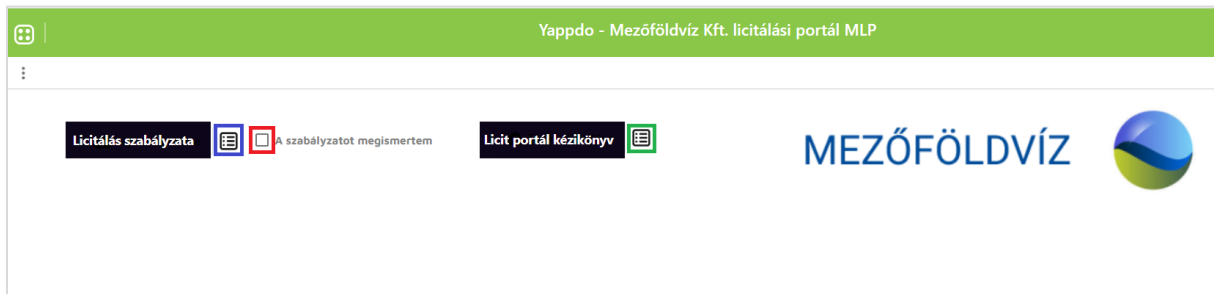 Yappdo - Mezőföldvíz Kft. licitálási portál MLP
Licitálás szabályzata
A szabályzatot megismertem
Licit portál kézikönyv
MEZŐFÖLDVÍZ